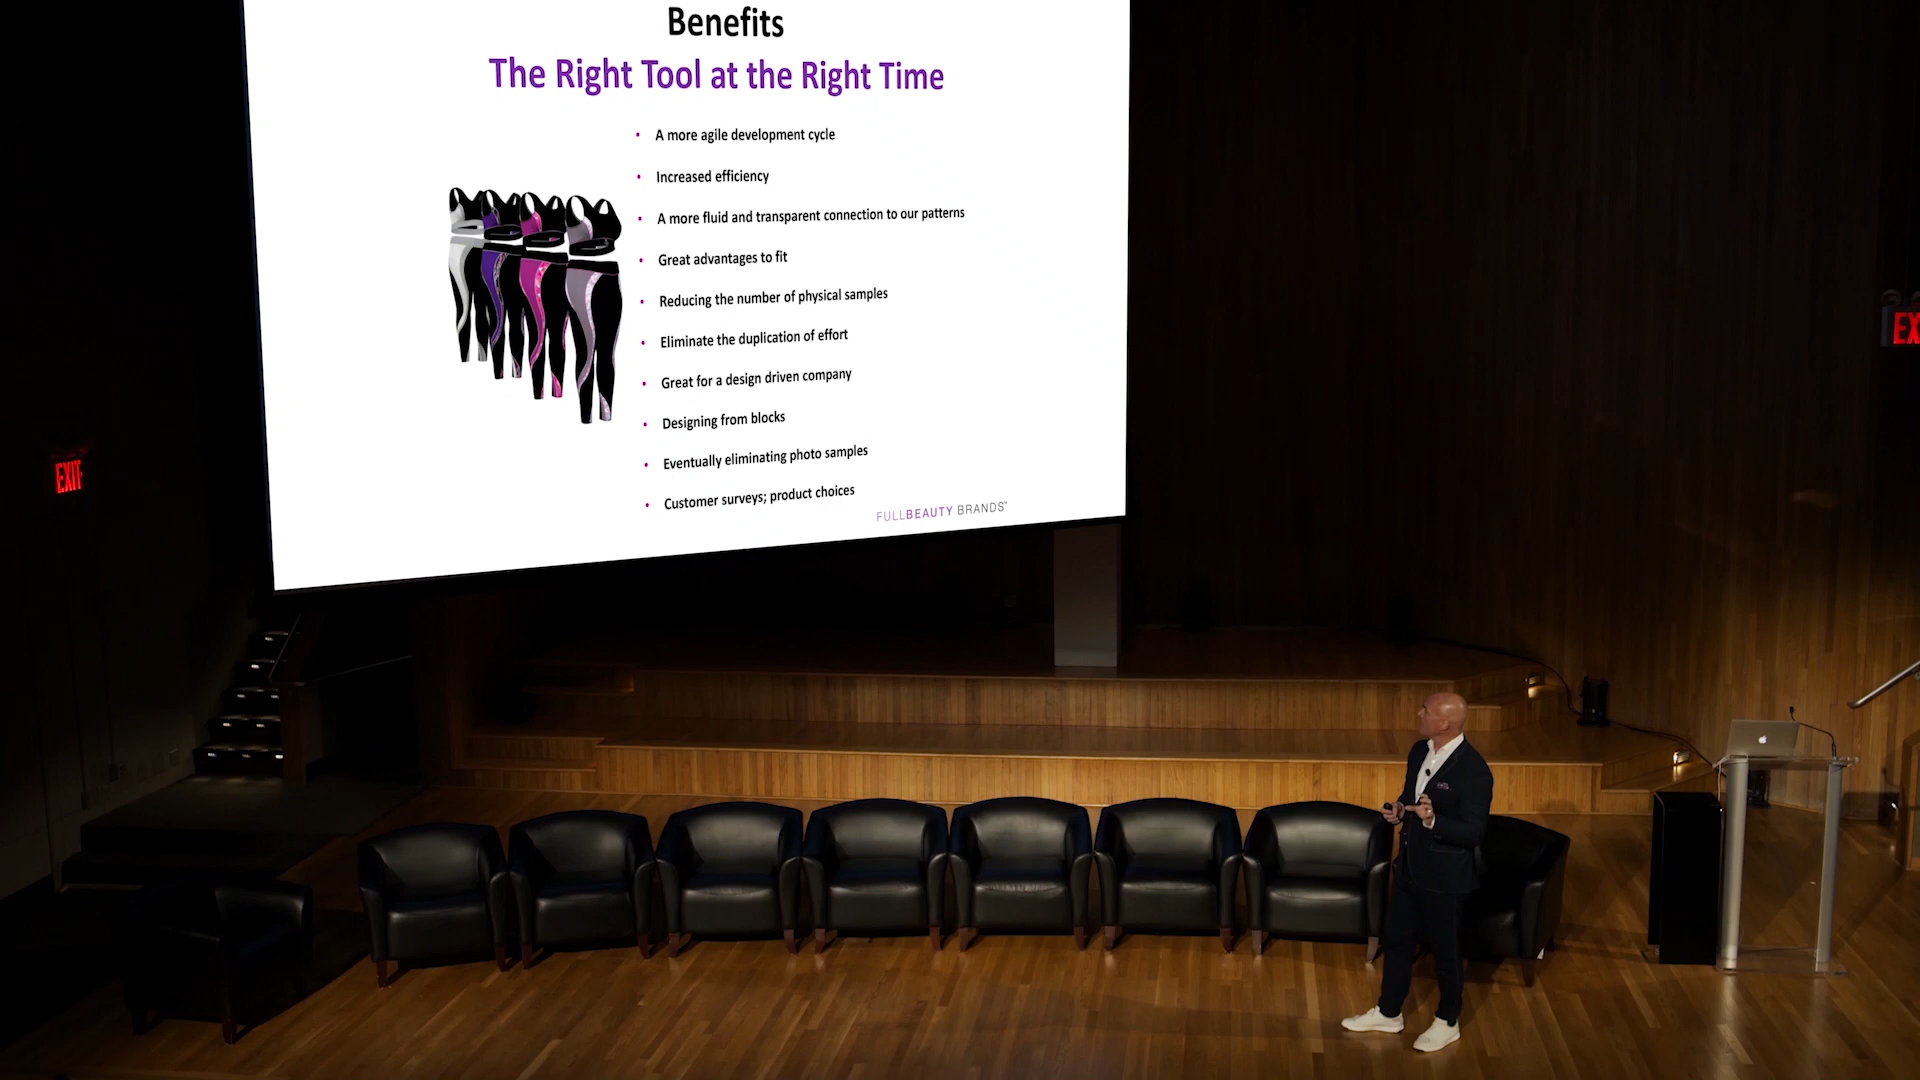 Benefits
The Right Tool at the Right Time
• A more agile development cycle
• Increased efficiency
• A more fluid and transparent connection to our patterns
• Great advantages to fit
• Reducing the number of physical samples
• Eliminate the duplication of effort
• Great for a design driven company
• Designing from blocks
• Eventually eliminating photo samples
• Customer surveys; product choices
FULLBEAUTY BRANDS™
EXIT
EX